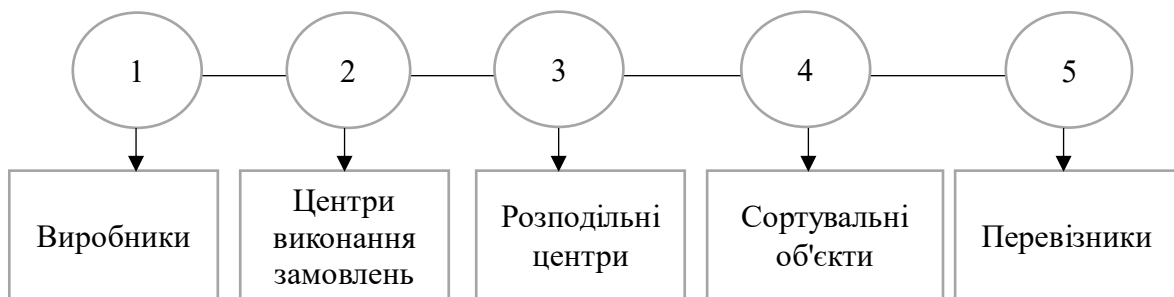 1
2
3
4
5
Виробники
Центри
виконання
замовлень
Розподільні
центри
Сортувальні
об'єкти
Перевізники